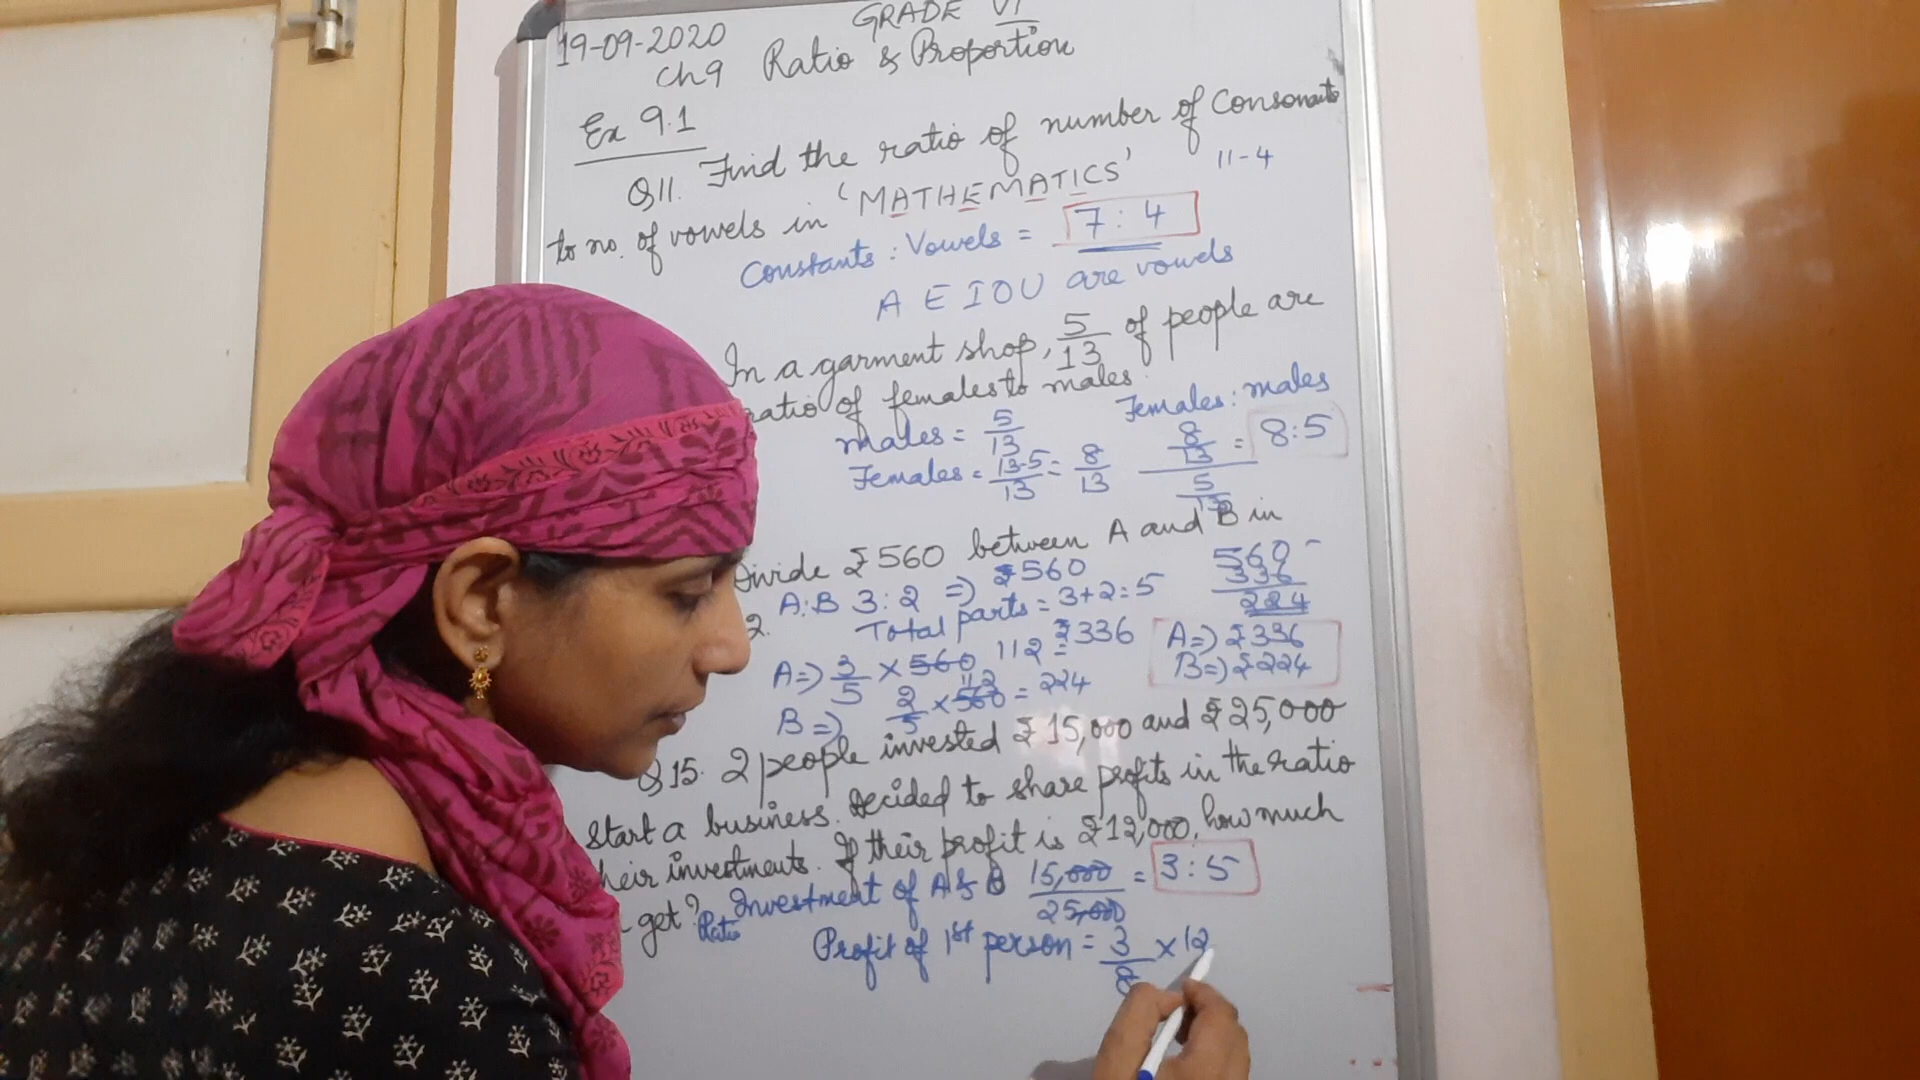 GRADE VI
19-09-2020
Ch 9 Ratio & Proportion
Ex 9.1
Q11. Find the ratio of number of Consonants
to no. of vowels in 'MATHEMATICS'
11-4
Constants : Vowels = 7 : 4
A E I O U are vowels
In a garment shop, 5/13 of people are
ratio of females to males.
males = 5/13
Females = 13-5/13 = 8/13
Females : males
8/13 / 5/13 = 8:5
Divide ₹560 between A and B in
2. A:B 3:2 => ₹560
Total parts = 3+2=5
560 -
336
224
A=> 3/5 × 560 112 = ₹336
B=> 2/5 × 560 112 = 224
A=) ₹336
B=) ₹224
Q15. 2 people invested ₹15,000 and ₹25,000
start a business. Decided to share profits in the ratio
their investments. If their profit is ₹12,000, how much
get?
Ratio Investment of A & B 15,000/25,000 = 3:5
Profit of 1st person = 3/8 × 12